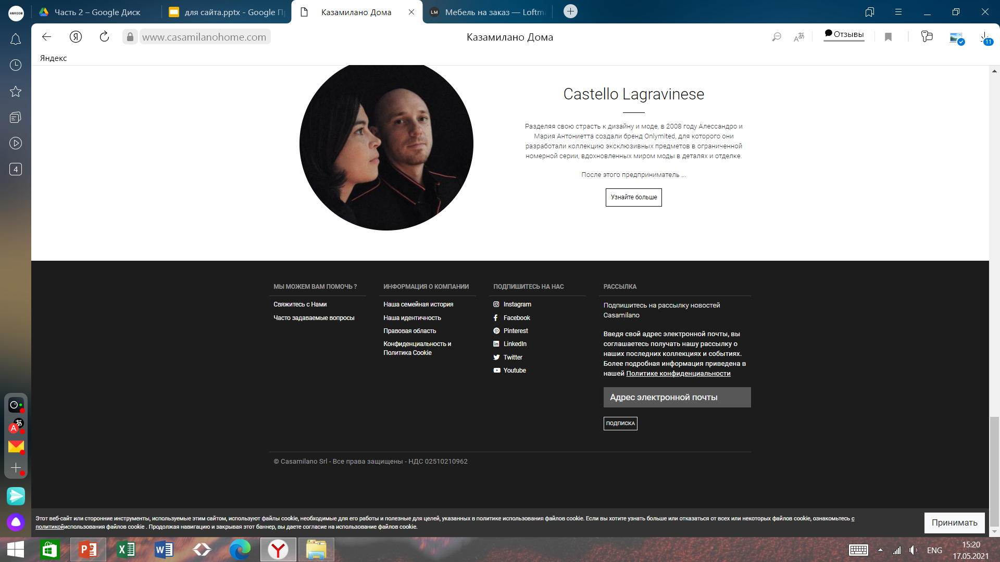 ANROOM
Часть 2 – Google Диск
для сайта.pptx - Google П
Казамилано Дома
LM
Мебель на заказ — Loftm
Я
www.casamilanohome.com
Казамилано Дома
Отзывы
11
Яндекс
4
Castello Lagravinese
Разделяя свою страсть к дизайну и моде, в 2008 году Алессандро и
Мария Антониетта создали бренд Onlymited, для которого они
разработали коллекцию эксклюзивных предметов в ограниченной
номерной серии, вдохновленных миром моды в деталях и отделке.
После этого предприниматель ...
Узнайте больше
МЫ МОЖЕМ ВАМ ПОМОЧЬ ?
Свяжитесь с Нами
Часто задаваемые вопросы
ИНФОРМАЦИЯ О КОМПАНИИ
Наша семейная история
Наша идентичность
Правовая область
Конфиденциальность и
Политика Cookie
ПОДПИШИТЕСЬ НА НАС
Instagram
Facebook
Pinterest
LinkedIn
Twitter
Youtube
РАССЫЛКА
Подпишитесь на рассылку новостей
Casamilano
Введя свой адрес электронной почты, вы
соглашаетесь получать нашу рассылку о
наших последних коллекциях и событиях.
Более подробная информация приведена в
нашей Политике конфиденциальности
Адрес электронной почты
ПОДПИСКА
© Casamilano Srl - Все права защищены - НДС 02510210962
Этот веб-сайт или сторонние инструменты, используемые этим сайтом, используют файлы cookie, необходимые для его работы и полезные для целей, указанных в политике использования файлов cookie. Если вы хотите узнать больше или отказаться от всех или некоторых файлов cookie, ознакомьтесь с
политикойиспользования файлов cookie . Продолжая навигацию и закрывая этот баннер, вы даете согласие на использование файлов cookie.
Принимать
ENG
15:20
17.05.2021